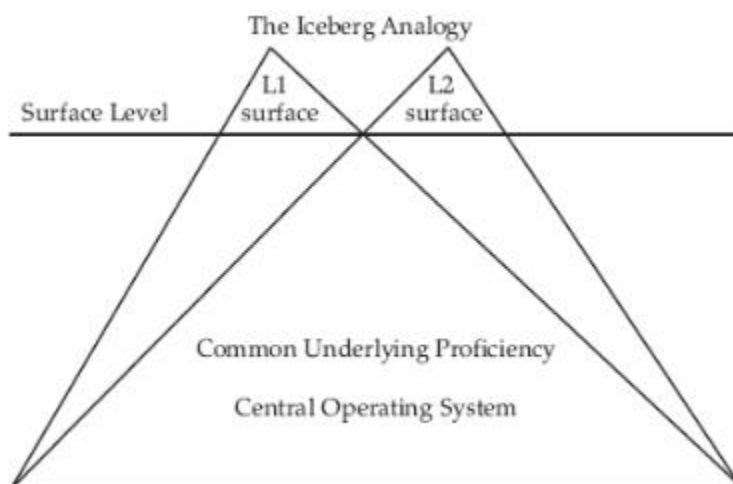 The Iceberg Analogy
L1
surface
L2
surface
Surface Level
Common Underlying Proficiency
Central Operating System